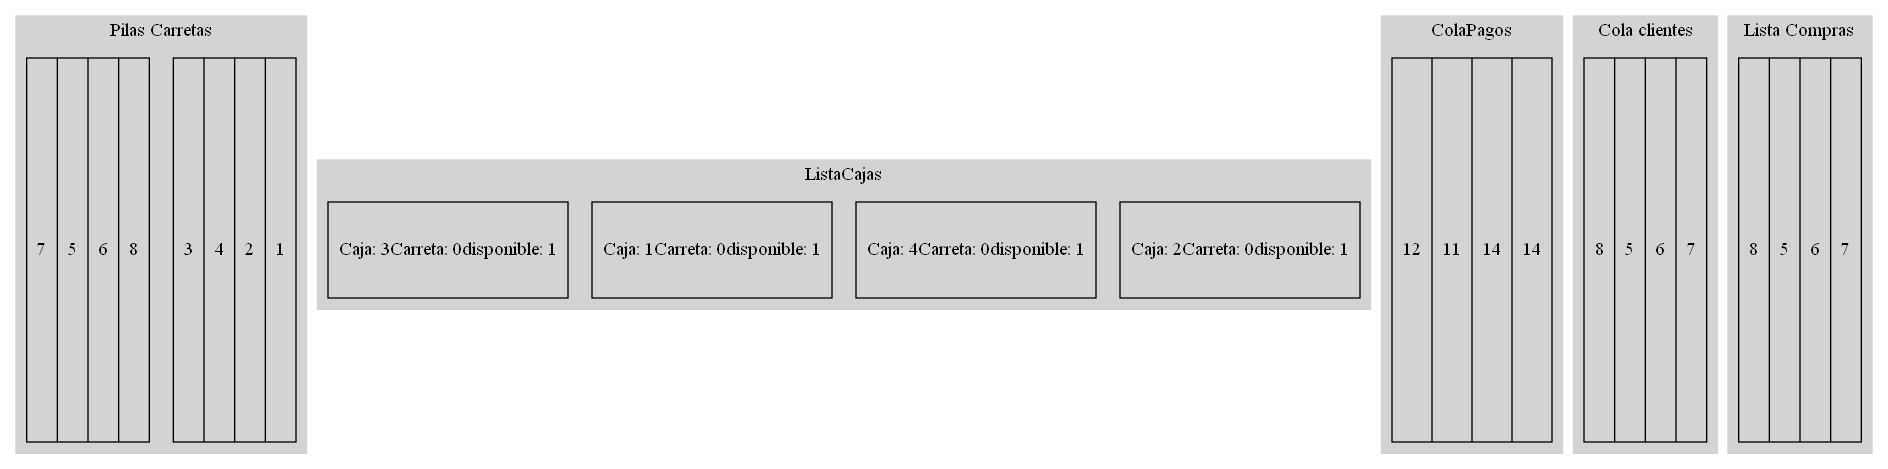 Pilas Carretas
7 5 6 8
3 4 2 1
ListaCajas
Caja: 3Carreta: 0disponible: 1
Caja: 1Carreta: 0disponible: 1
Caja: 4Carreta: 0disponible: 1
Caja: 2Carreta: 0disponible: 1
ColaPagos
12 11 14 14
Cola clientes
8 5 6 7
Lista Compras
8 5 6 7